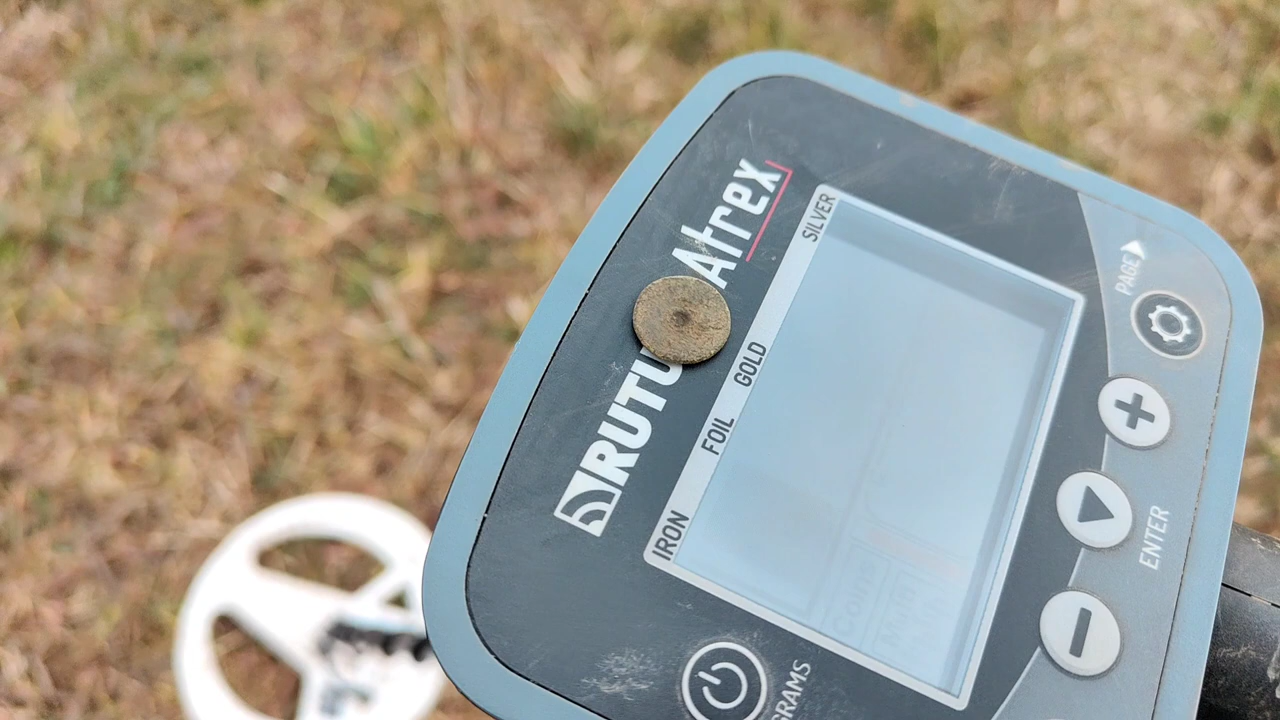 RUTU
Atrex
SILVER
GOLD
FOIL
IRON
PAGE
ENTER
GRAMS